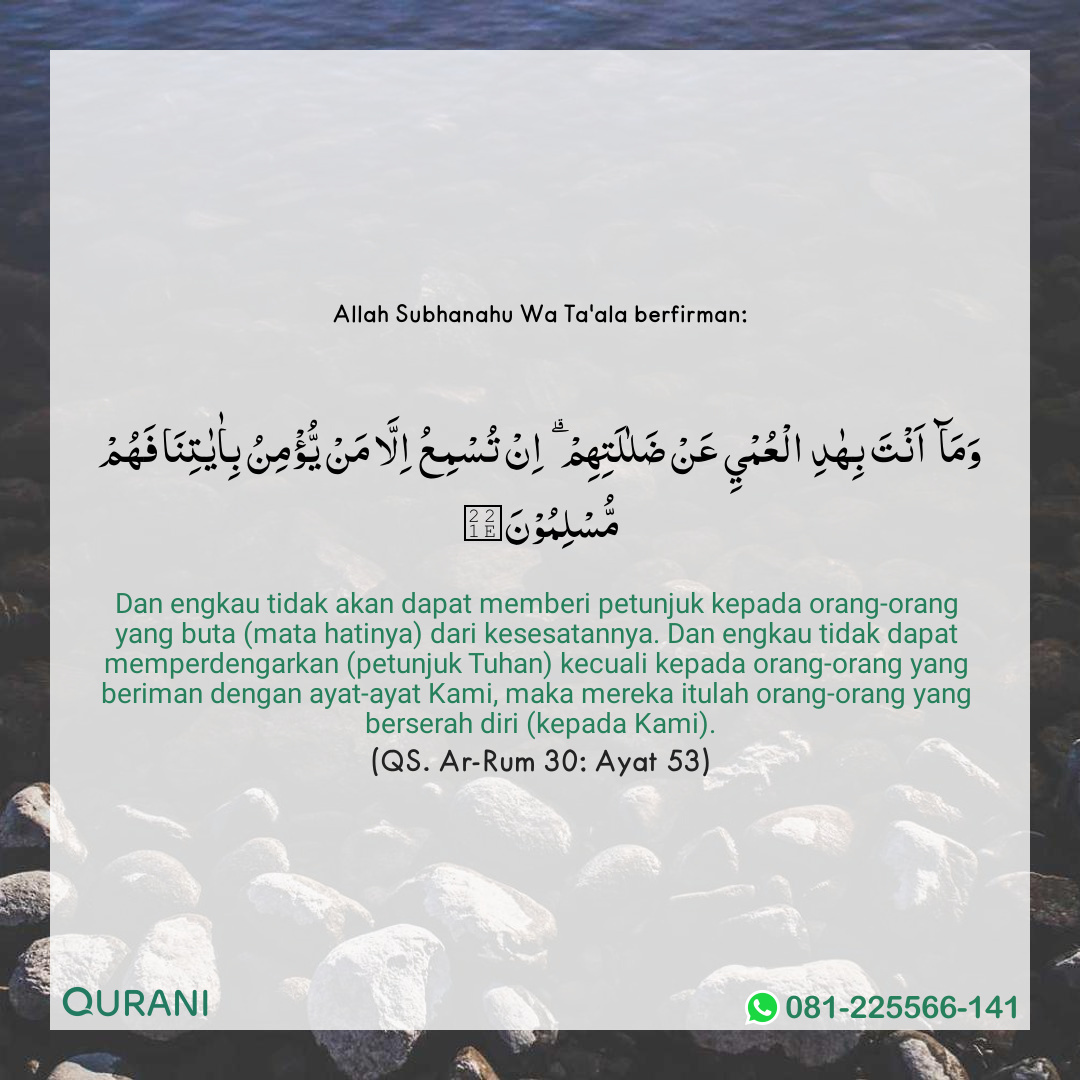 Allah Subhanahu Wa Ta'ala berfirman:
وَمَاۤ اَنْتَ بِهٰدِ الْعُمْيِ عَنْ ضَلٰلَتِهِمْ ۗ اِنْ تُسْمِعُ اِلَّا مَنْ يُّؤْمِنُ بِاٰيٰتِنَا فَهُمْ
مُّسْلِمُوْنَ∞
Dan engkau tidak akan dapat memberi petunjuk kepada orang-orang
yang buta (mata hatinya) dari kesesatannya. Dan engkau tidak dapat
memperdengarkan (petunjuk Tuhan) kecuali kepada orang-orang yang
beriman dengan ayat-ayat Kami, maka mereka itulah orang-orang yang
berserah diri (kepada Kami).
(QS. Ar-Rum 30: Ayat 53)
QURANI
081-225566-141